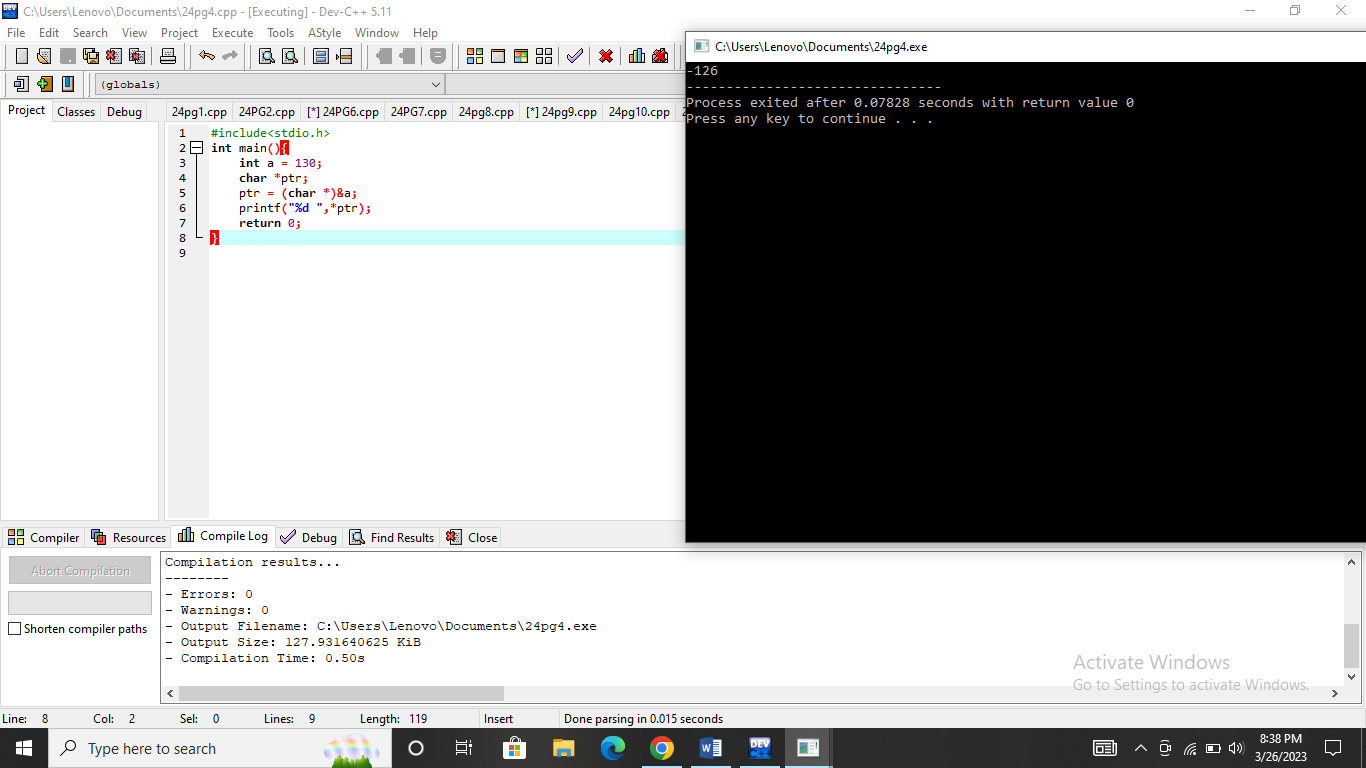 C:\Users\Lenovo\Documents\24pg4.cpp - [Executing] - Dev-C++ 5.11
File Edit Search View Project Execute Tools AStyle Window Help
C:\Users\Lenovo\Documents\24pg4.exe
-126
--------------------------------
Process exited after 0.07828 seconds with return value 0
Press any key to continue . . .
(globals)
Project Classes Debug
24pg1.cpp 24PG2.cpp [*] 24PG6.cpp 24PG7.cpp 24pg8.cpp [*] 24pg9.cpp 24pg10.cpp
1 #include<stdio.h>
2 int main(){
3 int a = 130;
4 char *ptr;
5 ptr = (char *)&a;
6 printf("%d ",*ptr);
7 return 0;
8 }
9
Compiler Resources Compile Log Debug Find Results Close
Abort Compilation
Shorten compiler paths
Compilation results...
--------
- Errors: 0
- Warnings: 0
- Output Filename: C:\Users\Lenovo\Documents\24pg4.exe
- Output Size: 127.931640625 KiB
- Compilation Time: 0.50s
Activate Windows
Go to Settings to activate Windows.
Line: 8 Col: 2 Sel: 0 Lines: 9 Length: 119 Insert Done parsing in 0.015 seconds
Type here to search
DEV
8:38 PM
3/26/2023